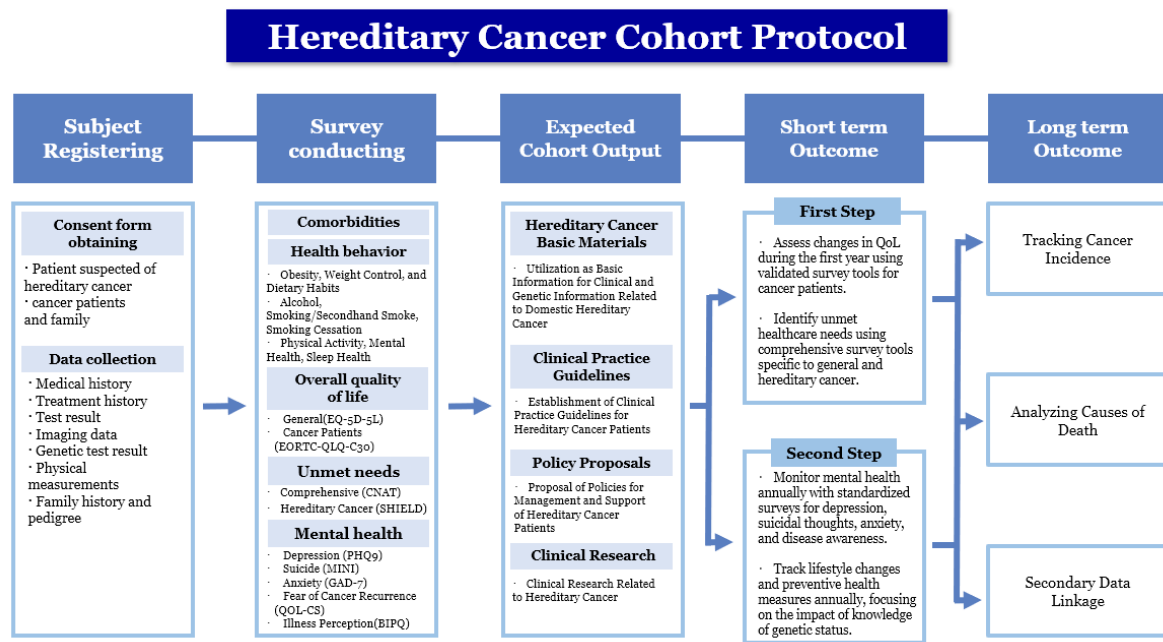 Hereditary Cancer Cohort Protocol
Subject
Registering
Survey
conducting
Expected
Cohort Output
Short term
Outcome
Long term
Outcome
Consent form
obtaining
· Patient suspected of
hereditary cancer
· cancer patients
and family
Data collection
· Medical history
· Treatment history
· Test result
· Imaging data
· Genetic test result
· Physical
measurements
· Family history and
pedigree
Comorbidities
Health behavior
· Obesity, Weight Control, and
Dietary Habits
· Alcohol,
Smoking/Secondhand Smoke,
Smoking Cessation
· Physical Activity, Mental
Health, Sleep Health
Overall quality
of life
· General(EQ-5D-5L)
· Cancer Patients
(EORTC-QLQ-C30)
Unmet needs
· Comprehensive (CNAT)
· Hereditary Cancer (SHIELD)
Mental health
· Depression (PHQ9)
· Suicide (MINI)
· Anxiety (GAD-7)
· Fear of Cancer Recurrence
(QOL-CS)
· Illness Perception(BIPQ)
Hereditary Cancer
Basic Materials
· Utilization as Basic
Information for Clinical and
Genetic Information Related
to Domestic Hereditary
Cancer
Clinical Practice
Guidelines
· Establishment of Clinical
Practice Guidelines for
Hereditary Cancer Patients
Policy Proposals
· Proposal of Policies for
Management and Support
of Hereditary Cancer
Patients
Clinical Research
· Clinical Research Related
to Hereditary Cancer
First Step
· Assess changes in QoL
during the first year using
validated survey tools for
cancer patients.
· Identify unmet
healthcare needs using
comprehensive survey tools
specific to general and
hereditary cancer.
Second Step
· Monitor mental health
annually with standardized
surveys for depression,
suicidal thoughts, anxiety,
and disease awareness.
· Track lifestyle changes
and preventive health
measures annually, focusing
on the impact of knowledge
of genetic status.
Tracking Cancer
Incidence
Analyzing Causes of
Death
Secondary Data
Linkage